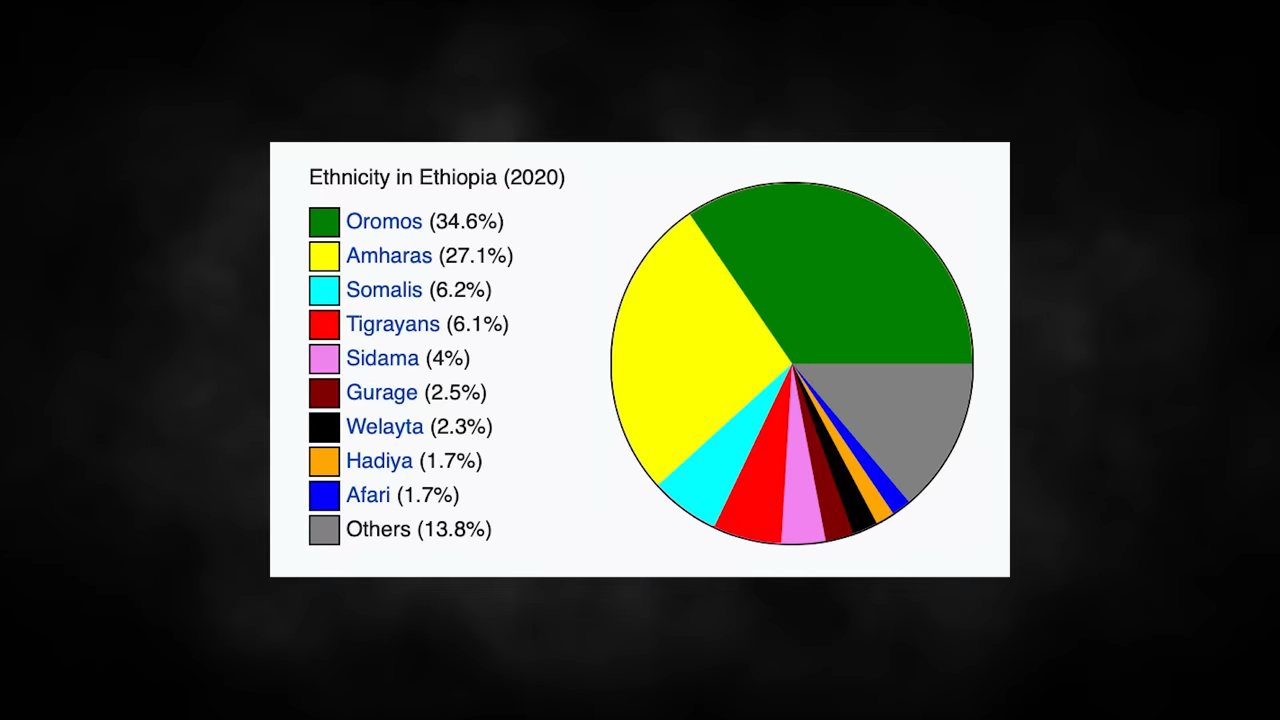 Ethnicity in Ethiopia (2020)
Oromos (34.6%)
Amharas (27.1%)
Somalis (6.2%)
Tigrayans (6.1%)
Sidama (4%)
Gurage (2.5%)
Welayta (2.3%)
Hadiya (1.7%)
Afari (1.7%)
Others (13.8%)